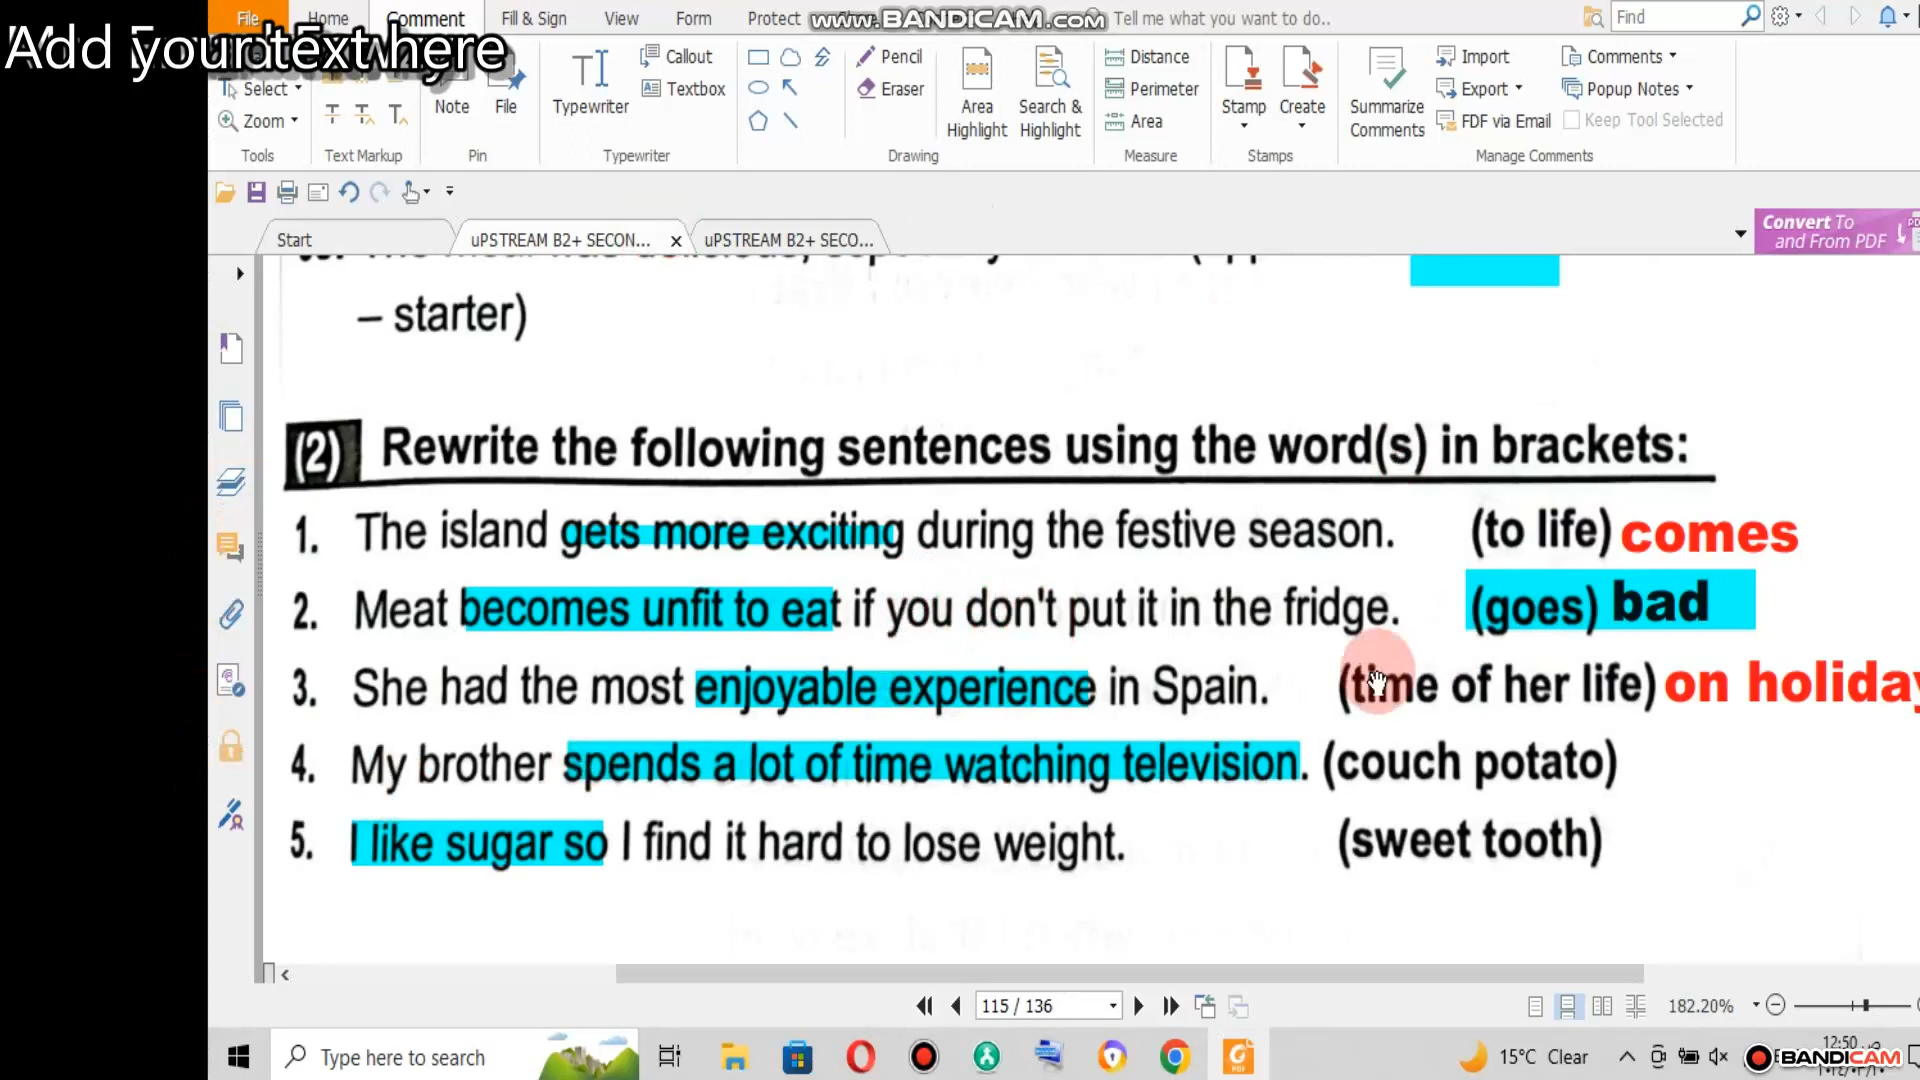 File Home Comment Fill & Sign View Form Protect www.BANDICAM.com Tell me what you want to do.. Find
Add your text here
Select
Zoom
Note
File
Typewriter
Callout
Textbox
Pencil
Eraser
Area
Highlight
Search &
Highlight
Distance
Perimeter
Area
Stamp
Create
Summarize
Comments
Import
Export
FDF via Email
Comments
Popup Notes
Keep Tool Selected
Tools Text Markup Pin Typewriter Drawing Measure Stamps Manage Comments
Start uPSTREAM B2+ SECON... uPSTREAM B2+ SECO...
Convert To
and From PDF
– starter)
(2) Rewrite the following sentences using the word(s) in brackets:
1. The island gets more exciting during the festive season. (to life) comes
2. Meat becomes unfit to eat if you don't put it in the fridge. (goes) bad
3. She had the most enjoyable experience in Spain. (time of her life) on holiday
4. My brother spends a lot of time watching television. (couch potato)
5. I like sugar so I find it hard to lose weight. (sweet tooth)
115 / 136 182.20%
Type here to search 15°C Clear 12:50 BANDICAM